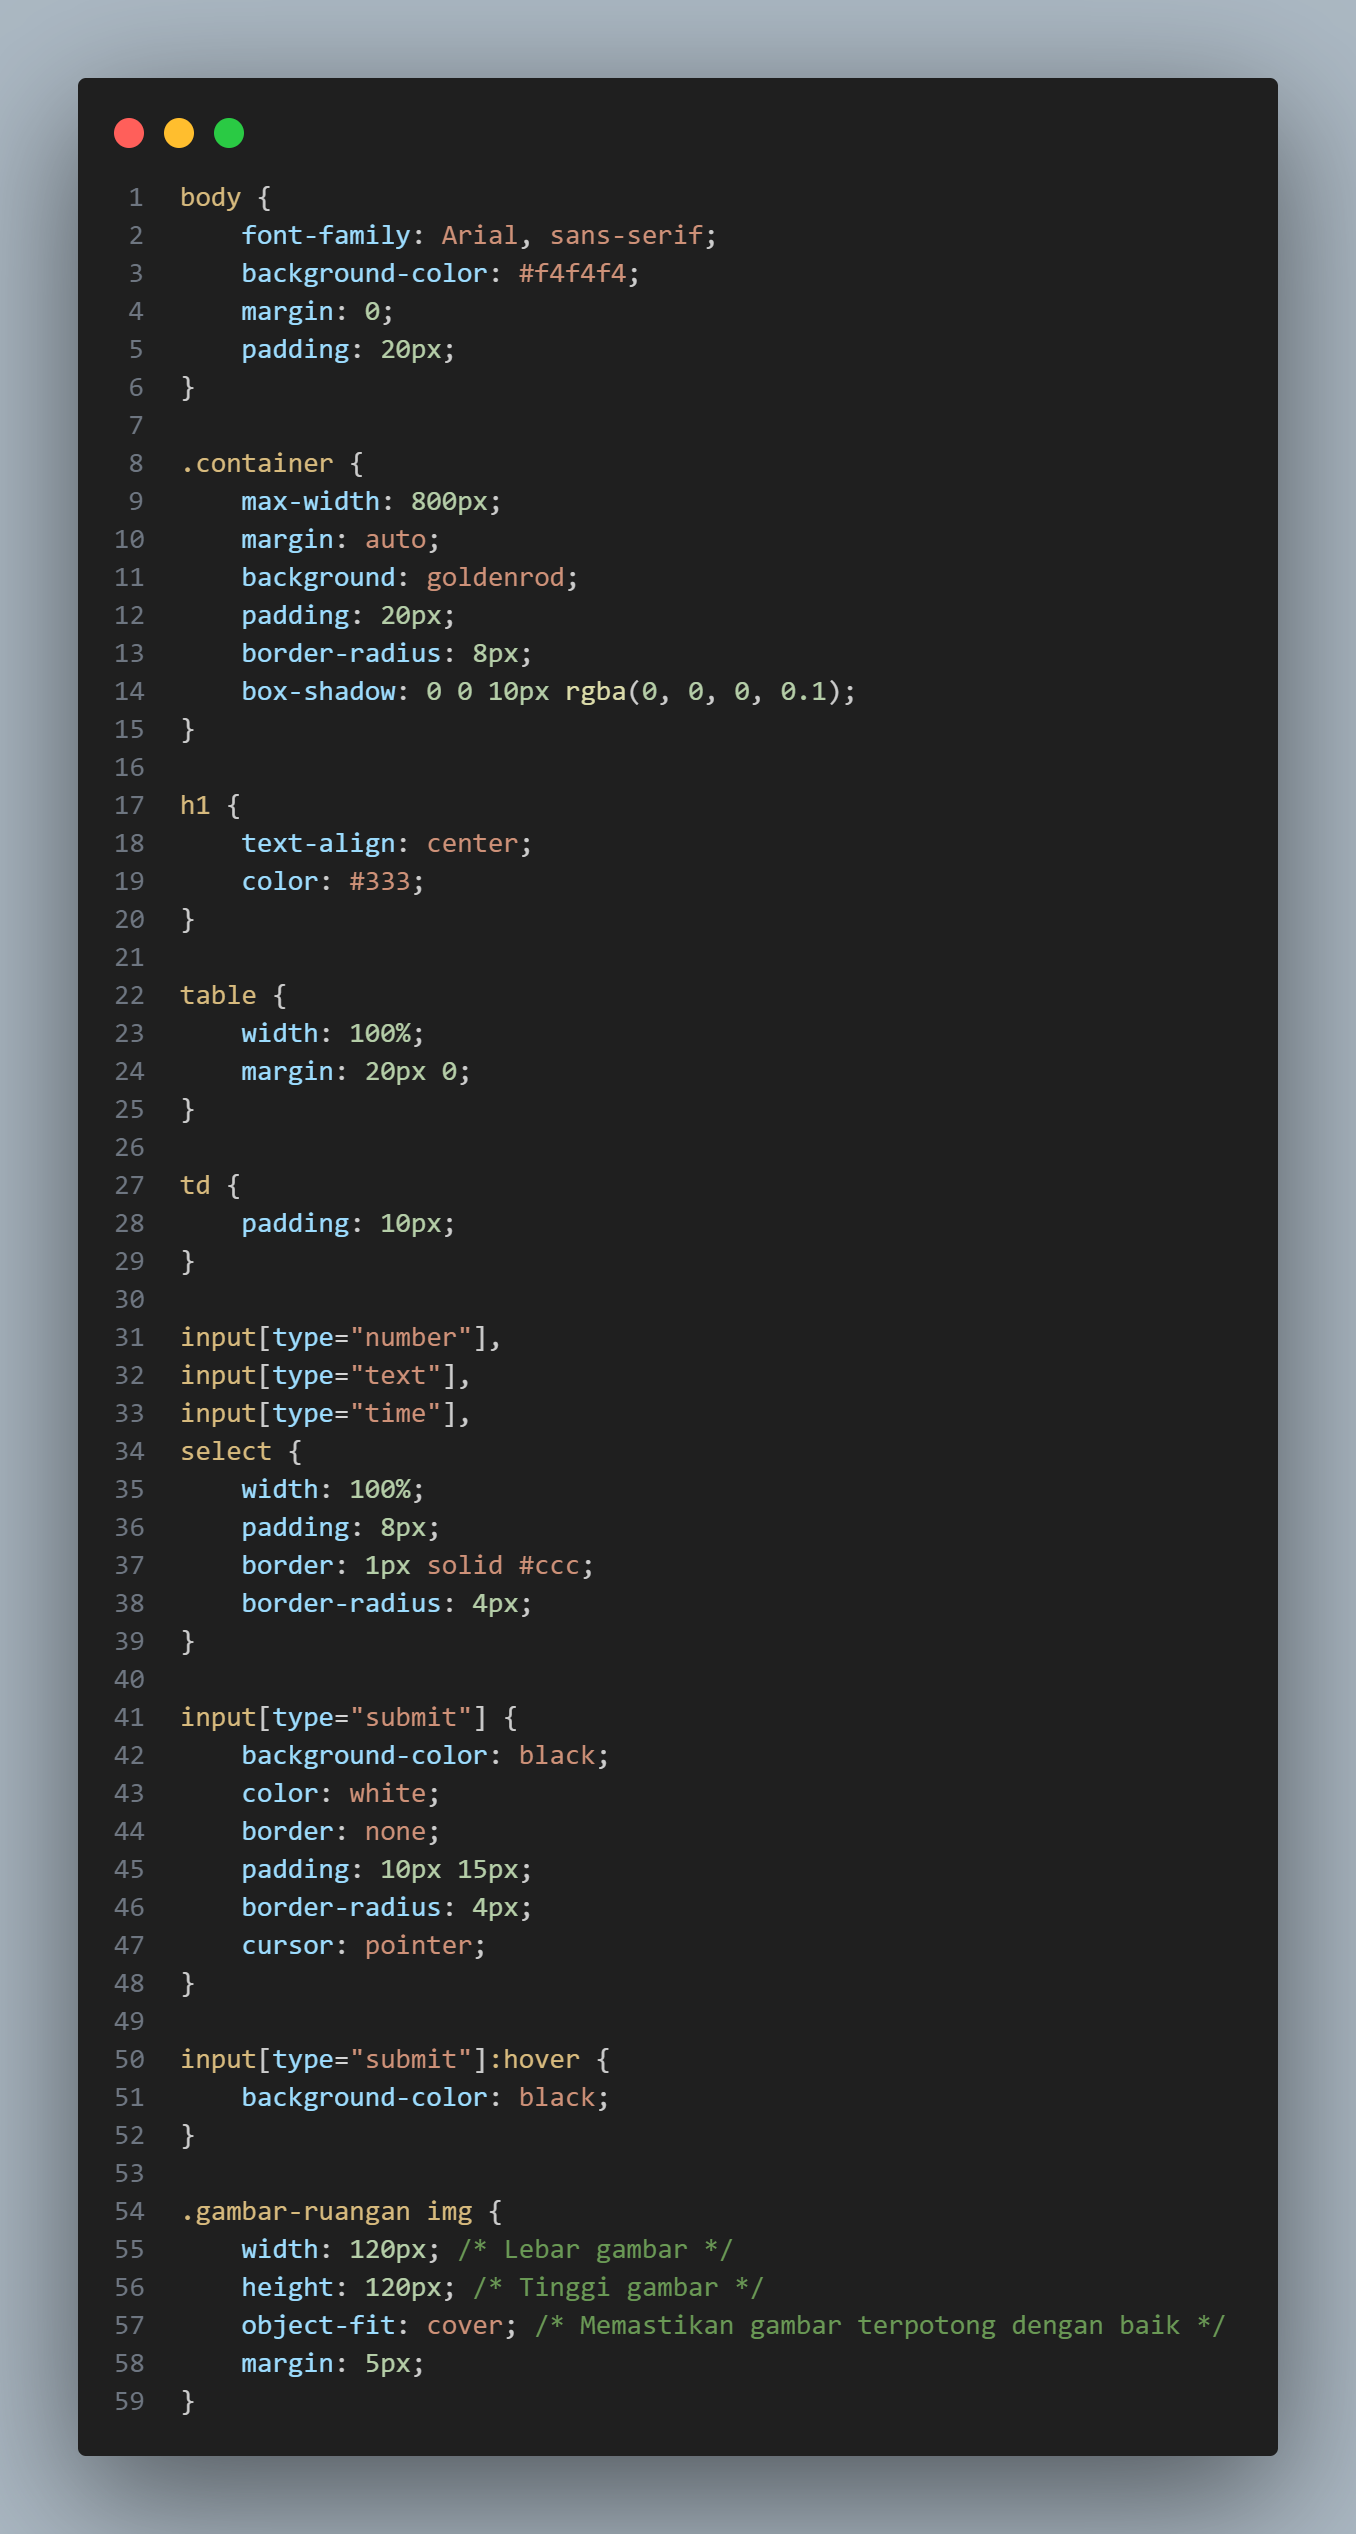 1 body {
2     font-family: Arial, sans-serif;
3     background-color: #f4f4f4;
4     margin: 0;
5     padding: 20px;
6 }
7
8 .container {
9     max-width: 800px;
10     margin: auto;
11     background: goldenrod;
12     padding: 20px;
13     border-radius: 8px;
14     box-shadow: 0 0 10px rgba(0, 0, 0, 0.1);
15 }
16
17 h1 {
18     text-align: center;
19     color: #333;
20 }
21
22 table {
23     width: 100%;
24     margin: 20px 0;
25 }
26
27 td {
28     padding: 10px;
29 }
30
31 input[type="number"],
32 input[type="text"],
33 input[type="time"],
34 select {
35     width: 100%;
36     padding: 8px;
37     border: 1px solid #ccc;
38     border-radius: 4px;
39 }
40
41 input[type="submit"] {
42     background-color: black;
43     color: white;
44     border: none;
45     padding: 10px 15px;
46     border-radius: 4px;
47     cursor: pointer;
48 }
49
50 input[type="submit"]:hover {
51     background-color: black;
52 }
53
54 .gambar-ruangan img {
55     width: 120px; /* Lebar gambar */
56     height: 120px; /* Tinggi gambar */
57     object-fit: cover; /* Memastikan gambar terpotong dengan baik */
58     margin: 5px;
59 }